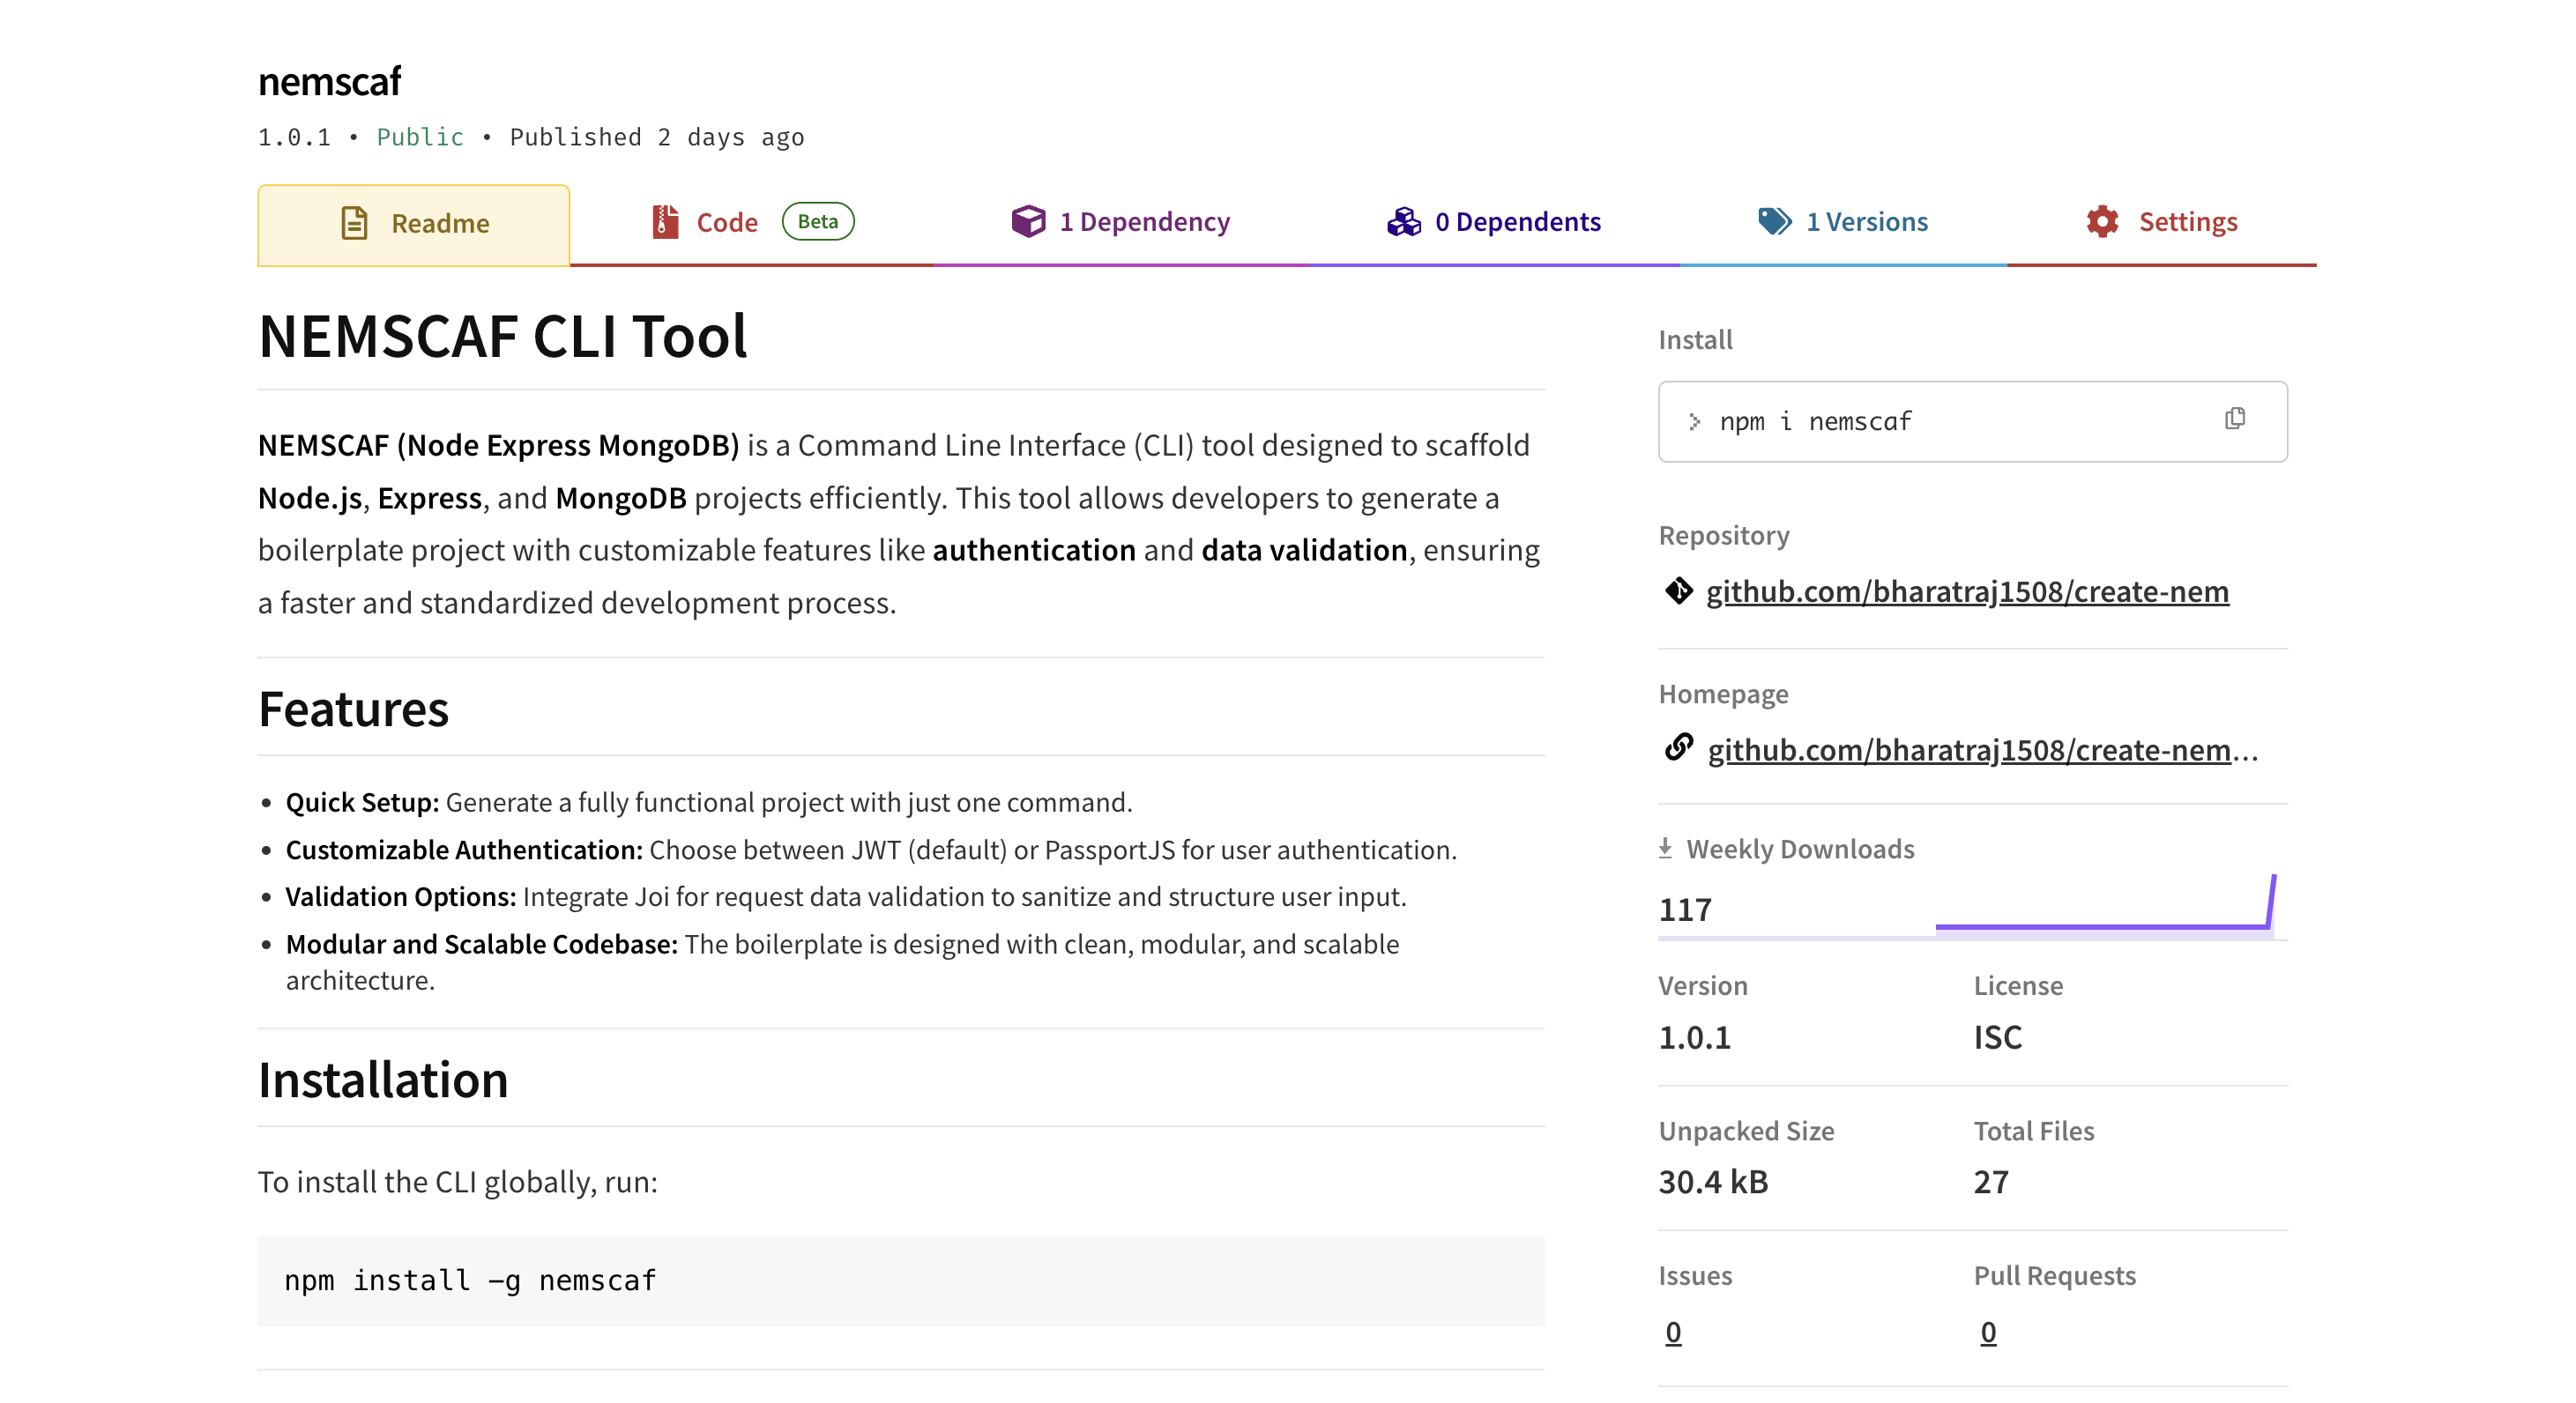 nemscaf
1.0.1 • Public • Published 2 days ago
Readme
Code Beta
1 Dependency
0 Dependents
1 Versions
Settings
NEMSCAF CLI Tool
NEMSCAF (Node Express MongoDB) is a Command Line Interface (CLI) tool designed to scaffold
Node.js, Express, and MongoDB projects efficiently. This tool allows developers to generate a
boilerplate project with customizable features like authentication and data validation, ensuring
a faster and standardized development process.
Features
• Quick Setup: Generate a fully functional project with just one command.
• Customizable Authentication: Choose between JWT (default) or PassportJS for user authentication.
• Validation Options: Integrate Joi for request data validation to sanitize and structure user input.
• Modular and Scalable Codebase: The boilerplate is designed with clean, modular, and scalable
architecture.
Installation
To install the CLI globally, run:
npm install -g nemscaf
Install
> npm i nemscaf
Repository
github.com/bharatraj1508/create-nem
Homepage
github.com/bharatraj1508/create-nem...
Weekly Downloads
117
Version
1.0.1
License
ISC
Unpacked Size
30.4 kB
Total Files
27
Issues
0
Pull Requests
0